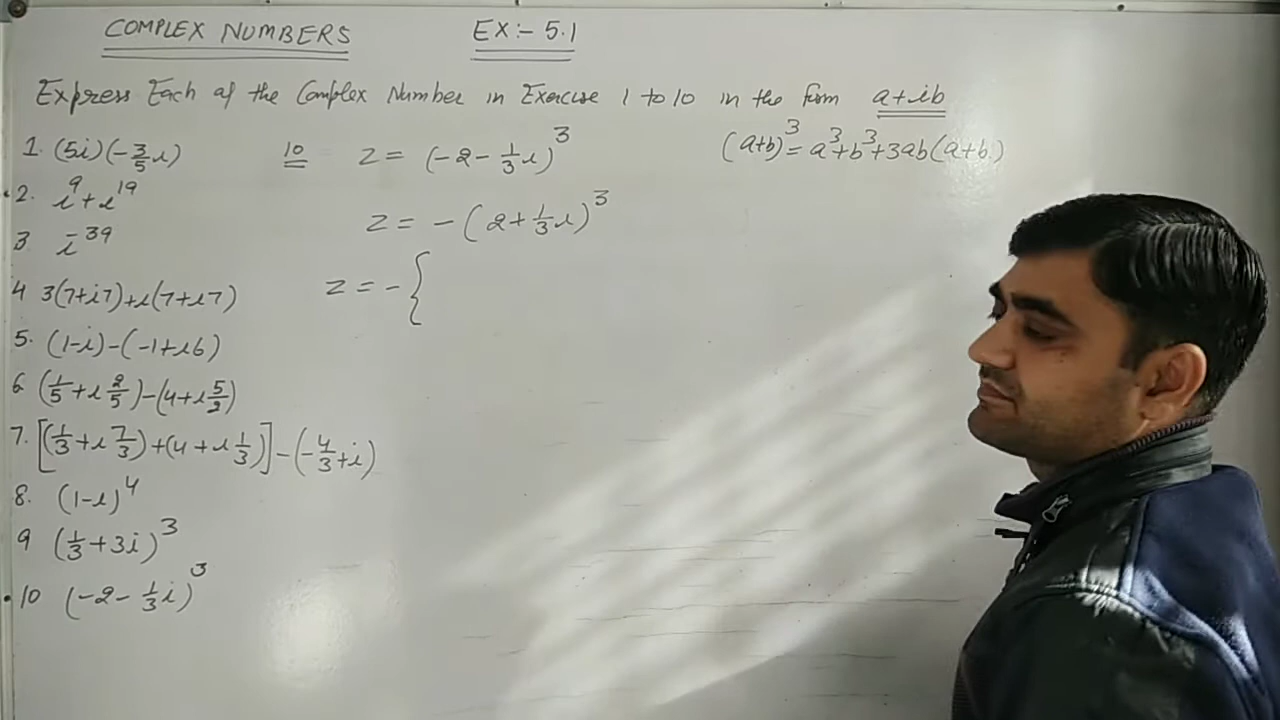 COMPLEX NUMBERS EX:- 5.1
Express Each of the Complex Number in Exercise 1 to 10 in the form a+ib
1. (5i)(-3/5 i)
2. i^9+i^19
3 i^-39
4 3(7+i7)+i(7+i7)
5. (1-i)-(-1+i6)
6 (1/5+i 2/5)-(4+i 5/2)
7. [(1/3+i 7/3)+(4+i 1/3)]-(-4/3+i)
8. (1-i)^4
9 (1/3+3i)^3
10 (-2-1/3 i)^3
10 z = (-2-1/3 i)^3
z = -(2+1/3 i)^3
z = -{
(a+b)^3=a^3+b^3+3ab(a+b)